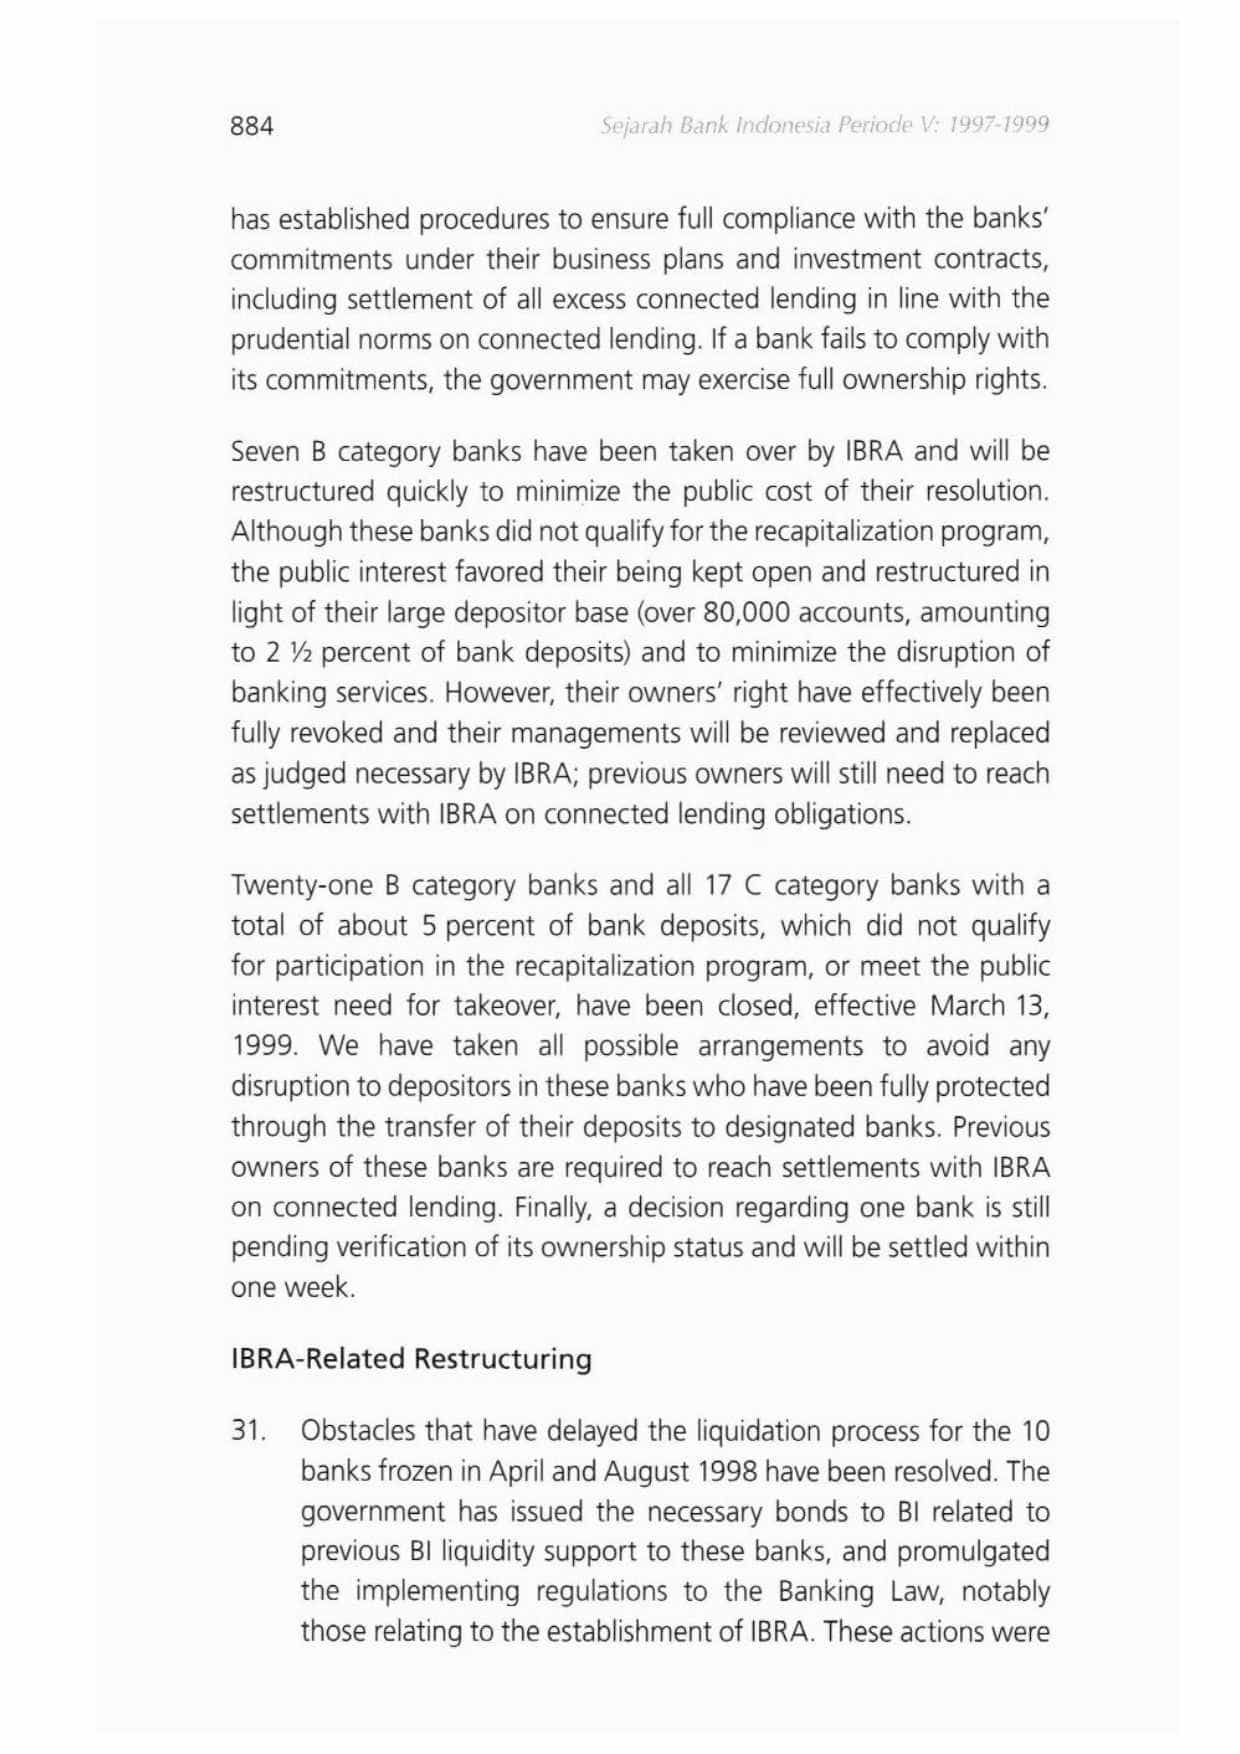 884
Sejarah Bank Indonesia Periode V: 1997-1999
has established procedures to ensure full compliance with the banks'
commitments under their business plans and investment contracts,
including settlement of all excess connected lending in line with the
prudential norms on connected lending. If a bank fails to comply with
its commitments, the government may exercise full ownership rights.
Seven B category banks have been taken over by IBRA and will be
restructured quickly to minimize the public cost of their resolution.
Although these banks did not qualify for the recapitalization program,
the public interest favored their being kept open and restructured in
light of their large depositor base (over 80,000 accounts, amounting
to 2 ½ percent of bank deposits) and to minimize the disruption of
banking services. However, their owners' right have effectively been
fully revoked and their managements will be reviewed and replaced
as judged necessary by IBRA; previous owners will still need to reach
settlements with IBRA on connected lending obligations.
Twenty-one B category banks and all 17 C category banks with a
total of about 5 percent of bank deposits, which did not qualify
for participation in the recapitalization program, or meet the public
interest need for takeover, have been closed, effective March 13,
1999. We have taken all possible arrangements to avoid any
disruption to depositors in these banks who have been fully protected
through the transfer of their deposits to designated banks. Previous
owners of these banks are required to reach settlements with IBRA
on connected lending. Finally, a decision regarding one bank is still
pending verification of its ownership status and will be settled within
one week.
IBRA-Related Restructuring
31. Obstacles that have delayed the liquidation process for the 10
banks frozen in April and August 1998 have been resolved. The
government has issued the necessary bonds to BI related to
previous BI liquidity support to these banks, and promulgated
the implementing regulations to the Banking Law, notably
those relating to the establishment of IBRA. These actions were